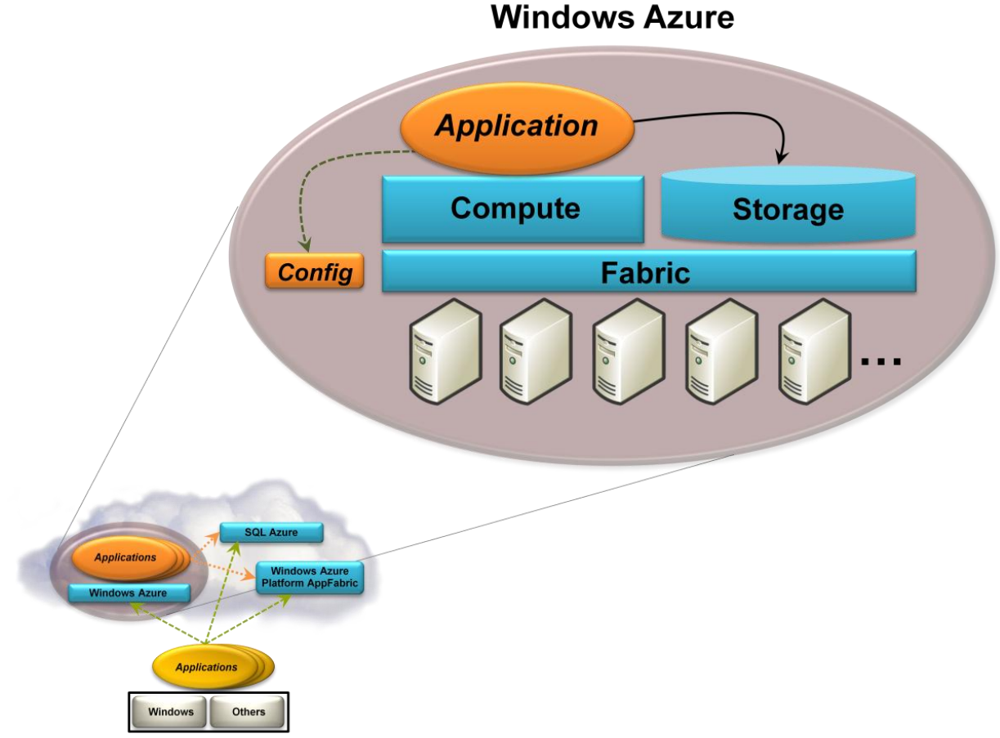 Windows Azure
Application
Compute
Storage
Config
Fabric
...
SQL Azure
Applications
Windows Azure
Platform AppFabric
Windows Azure
Applications
Windows
Others